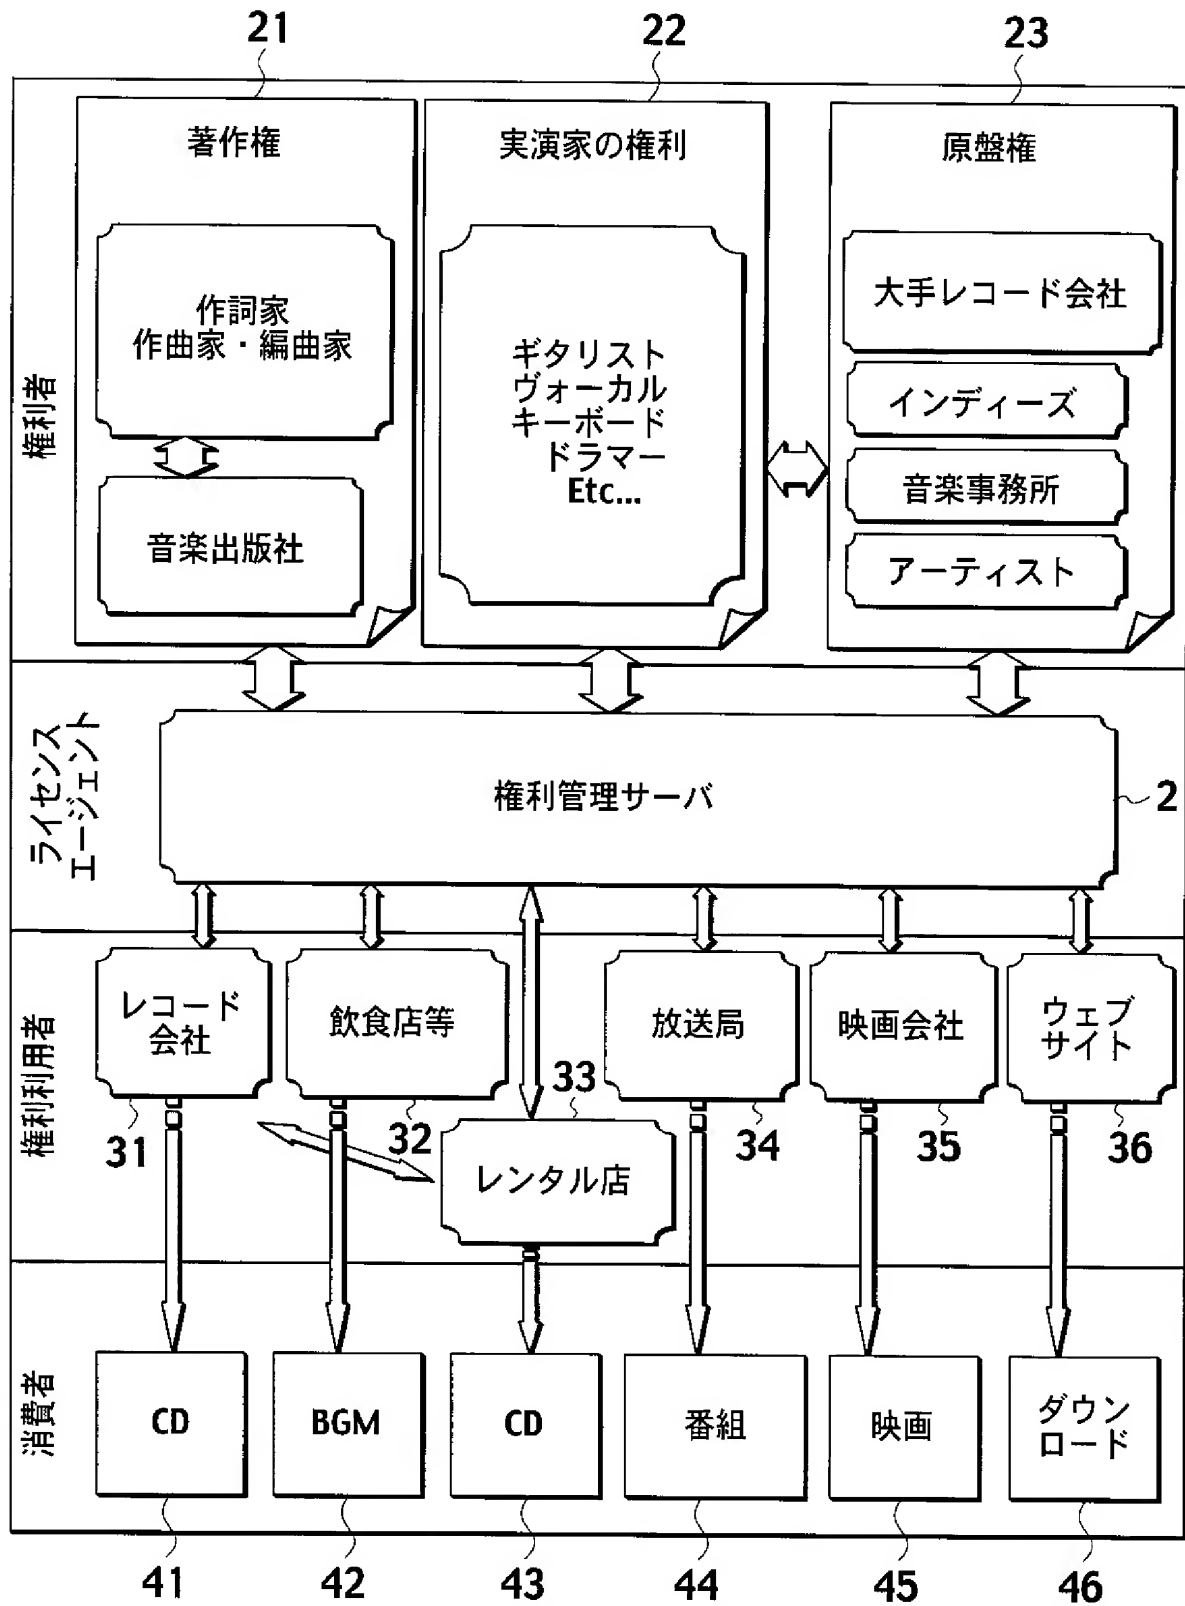 21
22
23
著作権
実演家の権利
原盤権
権利者
作詞家
作曲家・編曲家
音楽出版社
ギタリスト
ヴォーカル
キーボード
ドラマー
Etc...
大手レコード会社
インディーズ
音楽事務所
アーティスト
ライセンス
エージェント
権利管理サーバ
2
権利利用者
レコード
会社
飲食店等
放送局
映画会社
ウェブ
サイト
31
32
33
34
35
36
レンタル店
消費者
CD
BGM
CD
番組
映画
ダウン
ロード
41
42
43
44
45
46